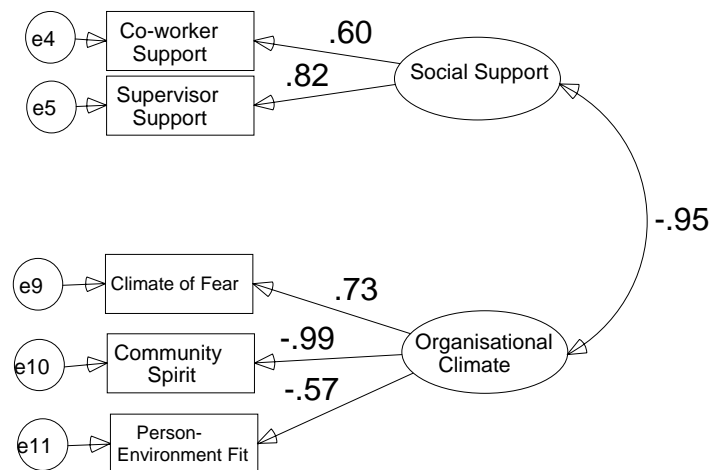 e4
Co-worker
Support
.60
Social Support
e5
Supervisor
Support
.82
-.95
e9
Climate of Fear
.73
e10
Community
Spirit
-.99
Organisational
Climate
-.57
e11
Person-
Environment Fit